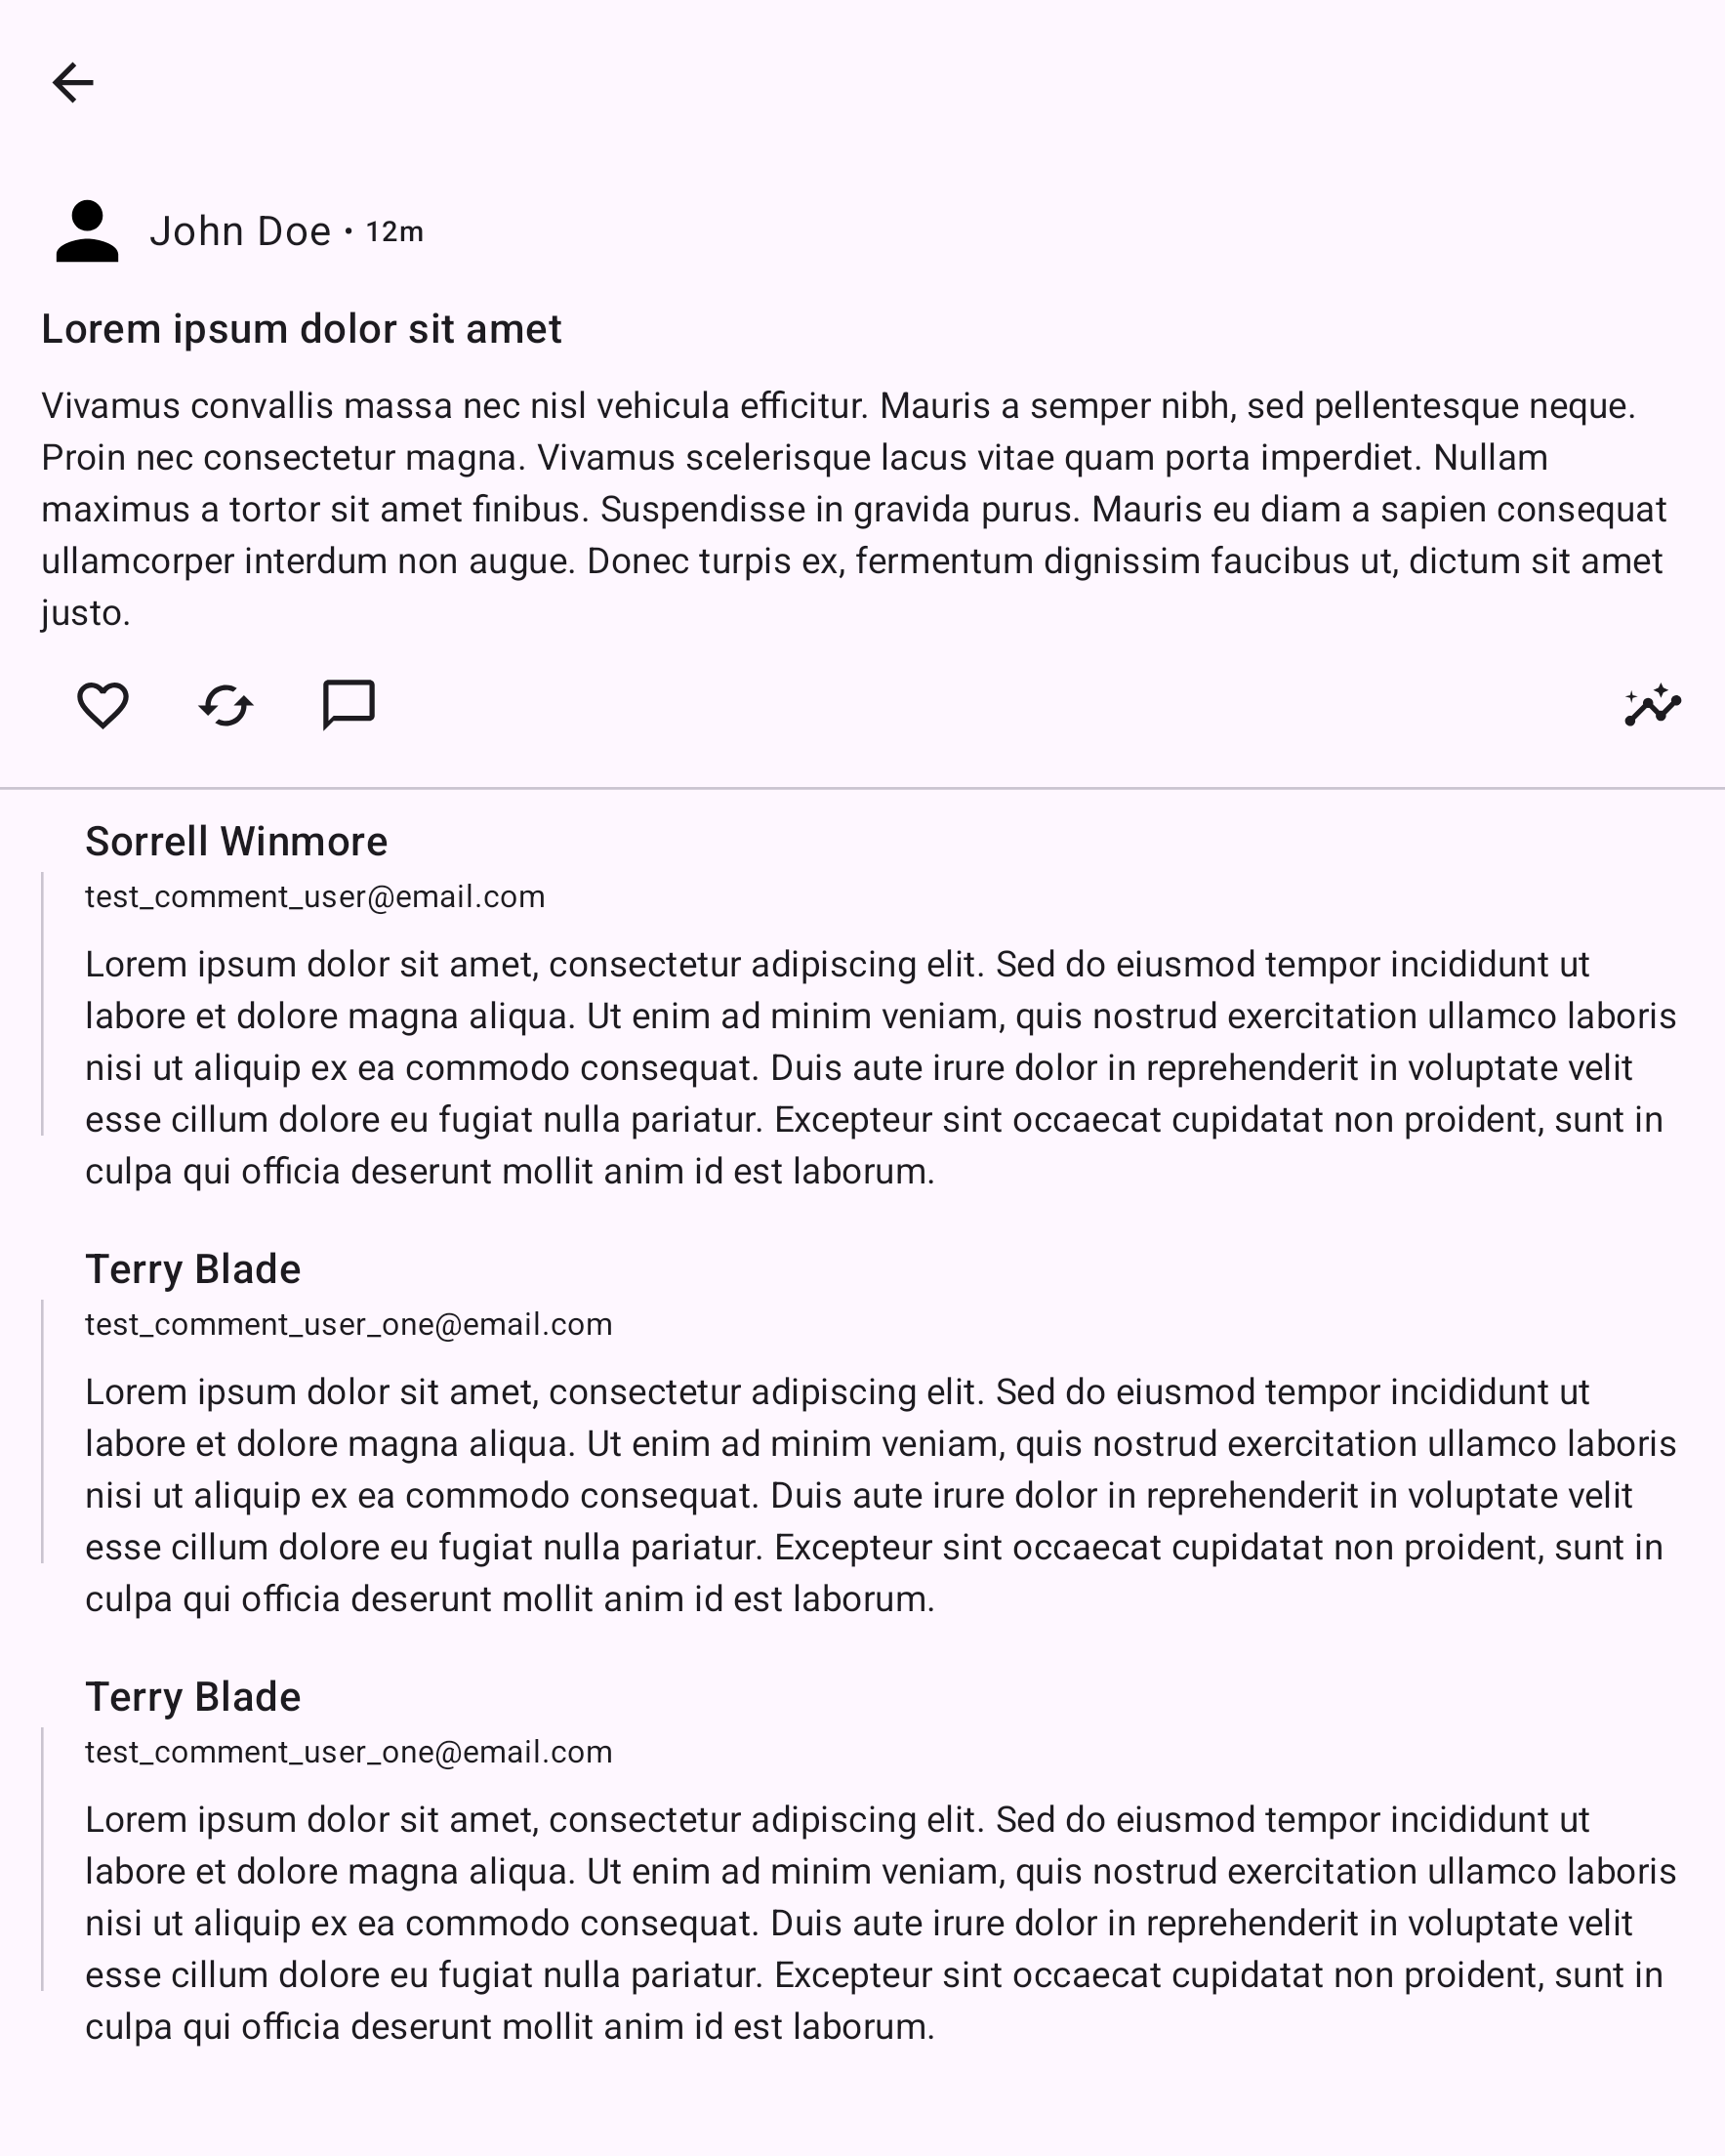 John Doe • 12m
Lorem ipsum dolor sit amet
Vivamus convallis massa nec nisl vehicula efficitur. Mauris a semper nibh, sed pellentesque neque.
Proin nec consectetur magna. Vivamus scelerisque lacus vitae quam porta imperdiet. Nullam
maximus a tortor sit amet finibus. Suspendisse in gravida purus. Mauris eu diam a sapien consequat
ullamcorper interdum non augue. Donec turpis ex, fermentum dignissim faucibus ut, dictum sit amet
justo.
Sorrell Winmore
test_comment_user@email.com
Lorem ipsum dolor sit amet, consectetur adipiscing elit. Sed do eiusmod tempor incididunt ut
labore et dolore magna aliqua. Ut enim ad minim veniam, quis nostrud exercitation ullamco laboris
nisi ut aliquip ex ea commodo consequat. Duis aute irure dolor in reprehenderit in voluptate velit
esse cillum dolore eu fugiat nulla pariatur. Excepteur sint occaecat cupidatat non proident, sunt in
culpa qui officia deserunt mollit anim id est laborum.
Terry Blade
test_comment_user_one@email.com
Lorem ipsum dolor sit amet, consectetur adipiscing elit. Sed do eiusmod tempor incididunt ut
labore et dolore magna aliqua. Ut enim ad minim veniam, quis nostrud exercitation ullamco laboris
nisi ut aliquip ex ea commodo consequat. Duis aute irure dolor in reprehenderit in voluptate velit
esse cillum dolore eu fugiat nulla pariatur. Excepteur sint occaecat cupidatat non proident, sunt in
culpa qui officia deserunt mollit anim id est laborum.
Terry Blade
test_comment_user_one@email.com
Lorem ipsum dolor sit amet, consectetur adipiscing elit. Sed do eiusmod tempor incididunt ut
labore et dolore magna aliqua. Ut enim ad minim veniam, quis nostrud exercitation ullamco laboris
nisi ut aliquip ex ea commodo consequat. Duis aute irure dolor in reprehenderit in voluptate velit
esse cillum dolore eu fugiat nulla pariatur. Excepteur sint occaecat cupidatat non proident, sunt in
culpa qui officia deserunt mollit anim id est laborum.